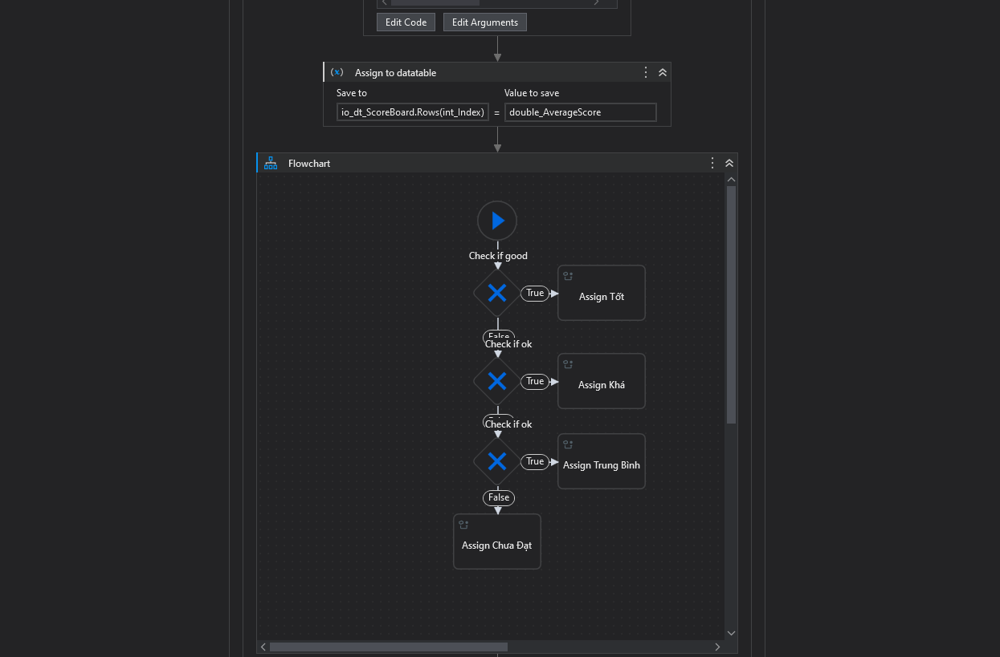 Edit Code Edit Arguments
Assign to datatable
Save to Value to save
io_dt_ScoreBoard.Rows(int_Index) = double_AverageScore
Flowchart
Check if good
True
Assign Tốt
False
Check if ok
True
Assign Khá
Check if ok
True
Assign Trung Bình
False
Assign Chưa Đạt